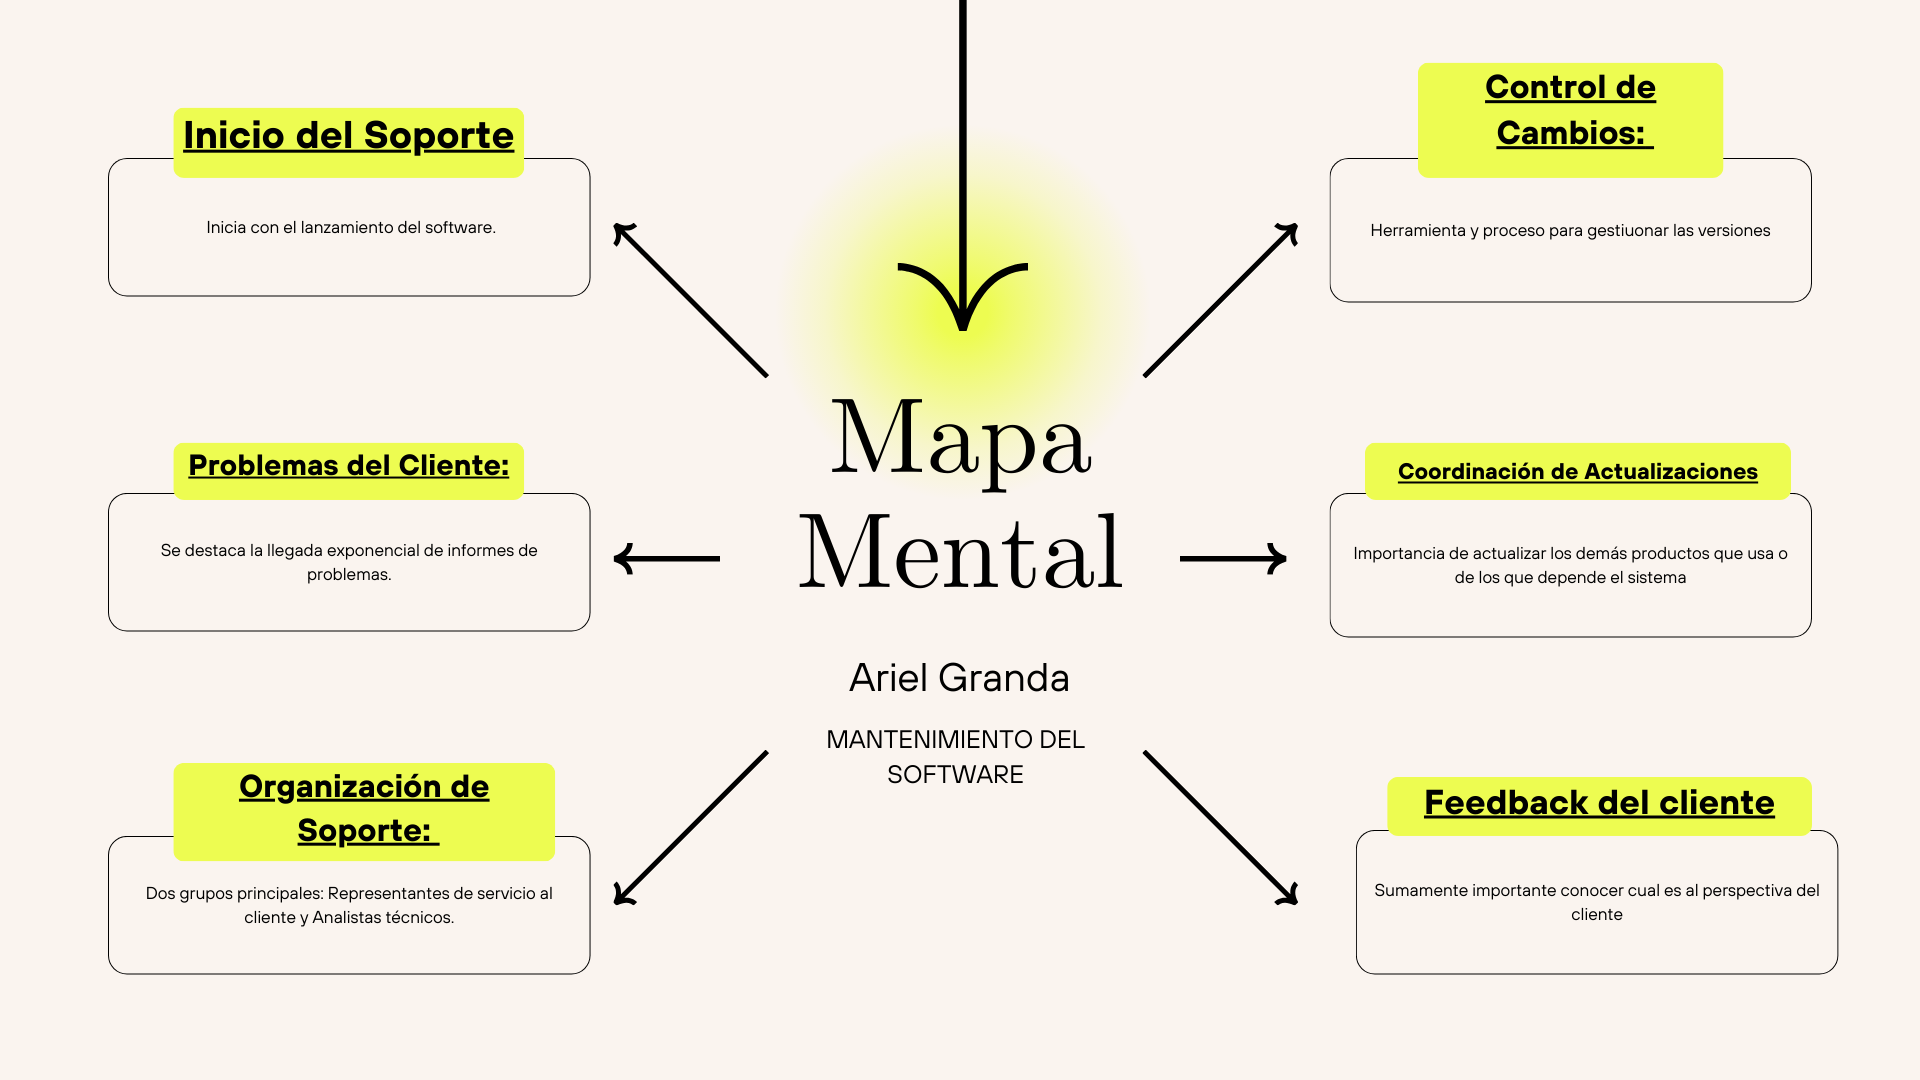 Inicio del Soporte
Inicia con el lanzamiento del software.
Problemas del Cliente:
Se destaca la llegada exponencial de informes de
problemas.
Organización de
Soporte:
Dos grupos principales: Representantes de servicio al
cliente y Analistas técnicos.
Mapa
Mental
Ariel Granda
MANTENIMIENTO DEL
SOFTWARE
Control de
Cambios:
Herramienta y proceso para gestiuonar las versiones
Coordinación de Actualizaciones
Importancia de actualizar los demás productos que usa o
de los que depende el sistema
Feedback del cliente
Sumamente importante conocer cual es al perspectiva del
cliente